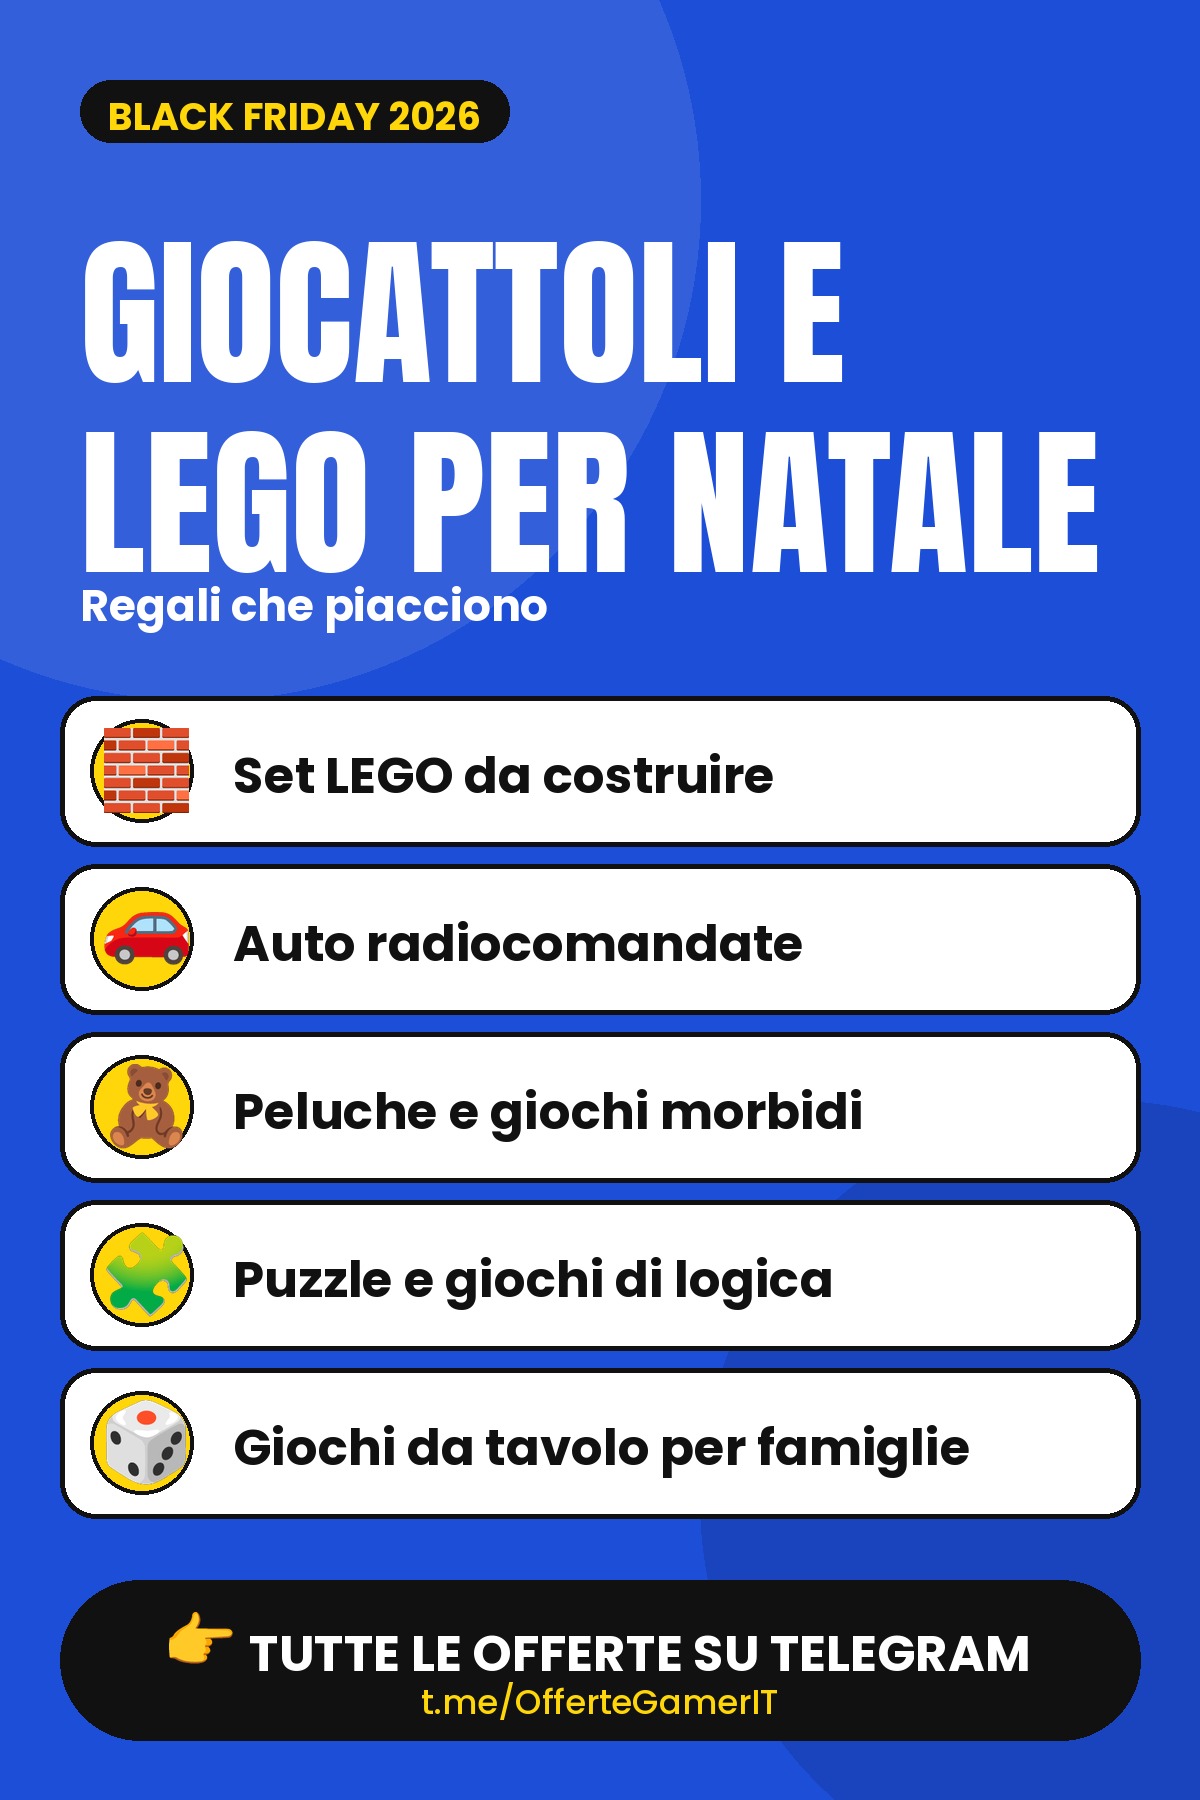 BLACK FRIDAY 2026
GIOCATTOLI E
LEGO PER NATALE
Regali che piacciono
Set LEGO da costruire
Auto radiocomandate
Peluche e giochi morbidi
Puzzle e giochi di logica
Giochi da tavolo per famiglie
👉 TUTTE LE OFFERTE SU TELEGRAM
t.me/OfferteGamerIT